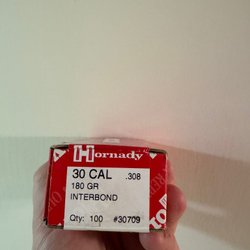 Hornady
30 CAL .308
180 GR
INTERBOND
Qty: 100 #30709